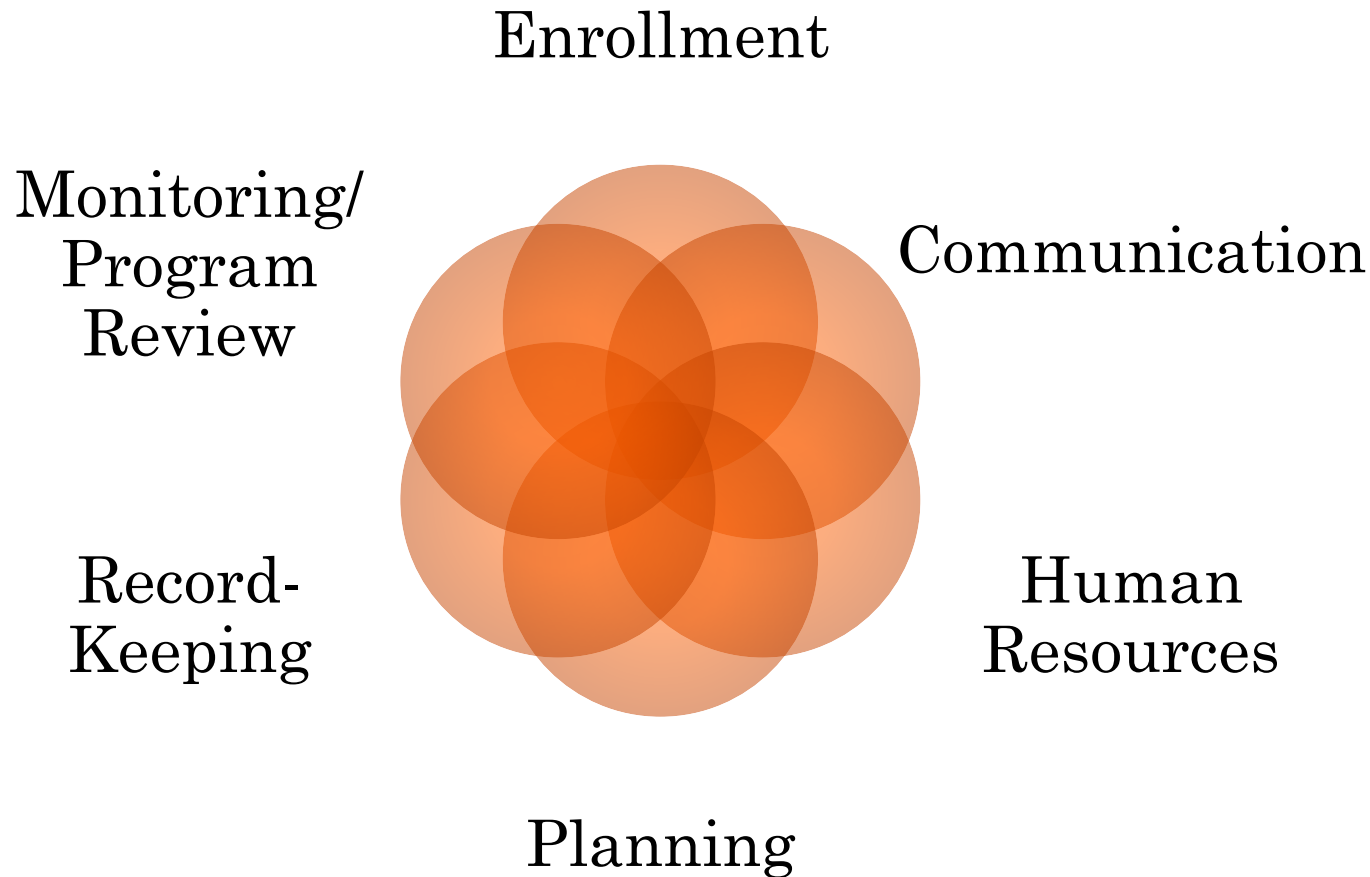 Enrollment
Monitoring/
Program
Review
Communication
Record-
Keeping
Human
Resources
Planning